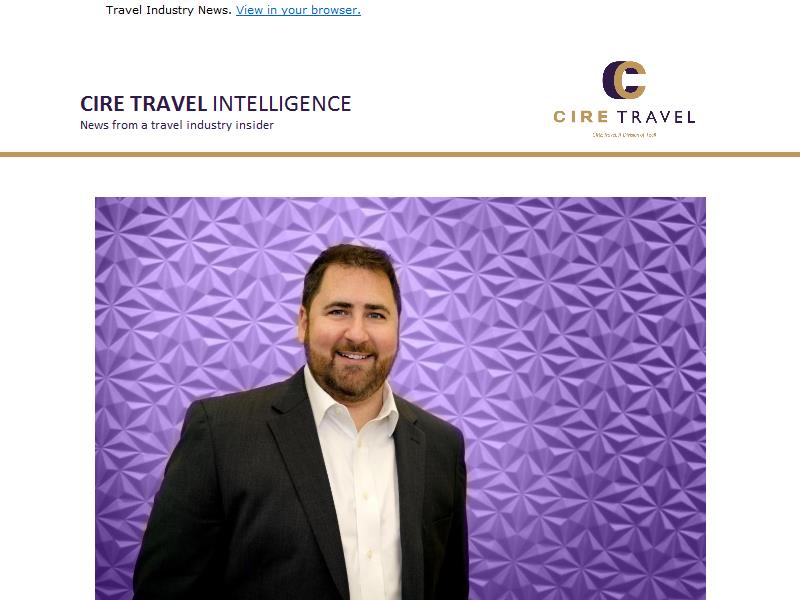 Travel Industry News. View in your browser.
CIRE TRAVEL INTELLIGENCE
News from a travel industry insider
CIRE TRAVEL